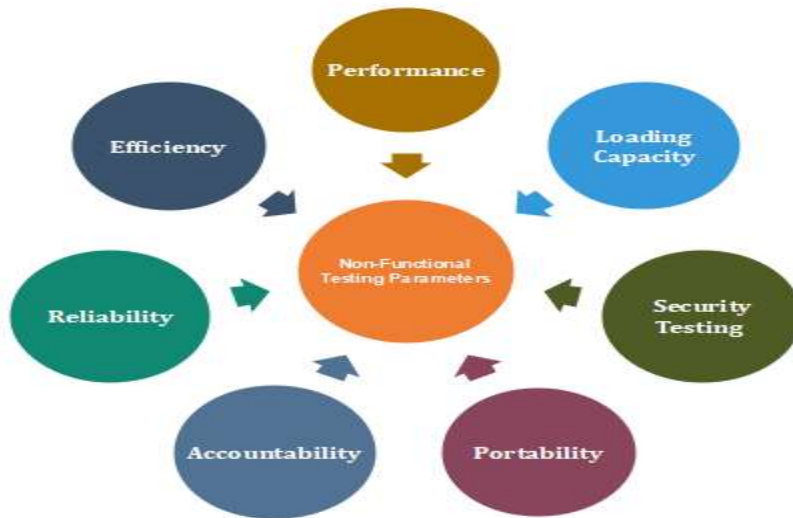 Performance
Efficiency
Loading
Capacity
Non-Functional
Testing Parameters
Reliability
Security
Testing
Accountability
Portability